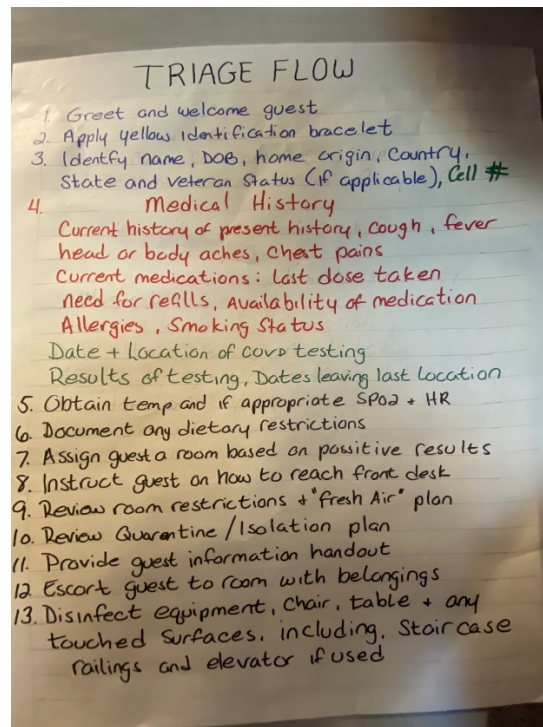 TRIAGE FLOW
1. Greet and welcome guest
2. Apply yellow Identification bracelet
3. Identfy name, DOB, home origin, Country,
State and veteran Status (if applicable), Cell #
4. Medical History
Current history of present history, cough, fever
head or body aches, Chest pains
Current medications: Last dose taken
need for refills, Availability of medication
Allergies, Smoking Status
Date + Location of COVD testing
Results of testing, Dates leaving last location
5. Obtain temp and if appropriate SPO2 + HR
6. Document any dietary restrictions
7. Assign guest a room based on possitive results
8. Instruct guest on how to reach front desk
9. Review room restrictions + "fresh Air" plan
10. Review Quarentine / Isolation plan
11. Provide guest information handout
12 Escort guest to room with belongings
13. Disinfect equipment, Chair, table + any
touched Surfaces, including, Staircase
railings and elevator if used